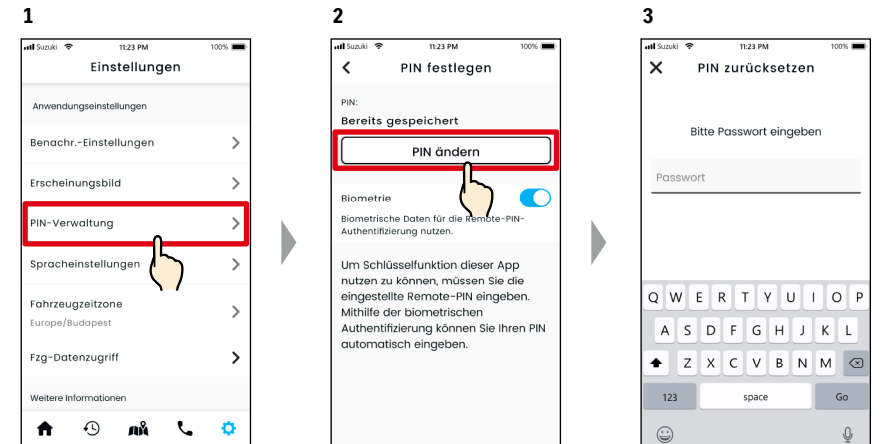 1
Suzuki 11:23 PM 100%
Einstellungen
Anwendungseinstellungen
Benachr.-Einstellungen
Erscheinungsbild
PIN-Verwaltung
Spracheinstellungen
Fahrzeugzeitzone
Europe/Budapest
Fzg-Datenzugriff
Weitere Informationen
2
Suzuki 11:23 PM 100%
PIN festlegen
PIN:
Bereits gespeichert
PIN ändern
Biometrie
Biometrische Daten für die Remote-PIN-
Authentifizierung nutzen.
Um Schlüsselfunktion dieser App
nutzen zu können, müssen Sie die
eingestellte Remote-PIN eingeben.
Mithilfe der biometrischen
Authentifizierung können Sie Ihren PIN
automatisch eingeben.
3
Suzuki 11:23 PM 100%
PIN zurücksetzen
Bitte Passwort eingeben
Passwort
Q W E R T Y U I O P
A S D F G H J K L
Z X C V B N M
123 space Go